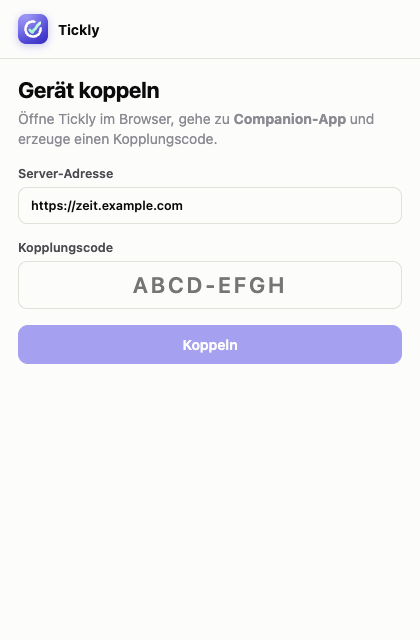 Tickly
Gerät koppeln
Öffne Tickly im Browser, gehe zu Companion-App und
erzeuge einen Kopplungscode.
Server-Adresse
https://zeit.example.com
Kopplungscode
ABCD-EFGH
Koppeln